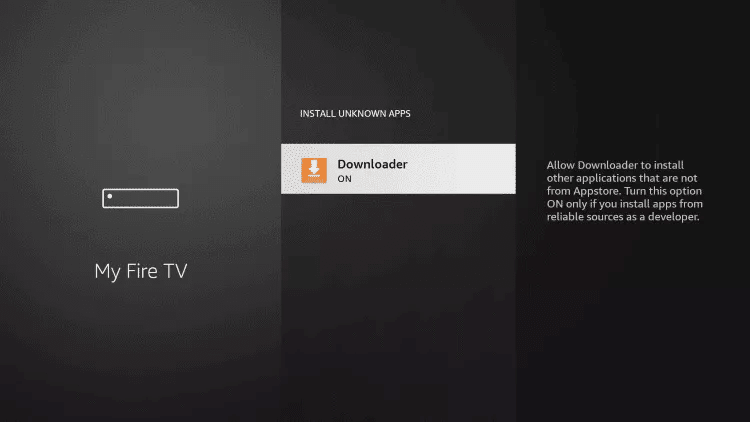 INSTALL UNKNOWN APPS
Downloader
ON
My Fire TV
Allow Downloader to install
other applications that are not
from Appstore. Turn this option
ON only if you install apps from
reliable sources as a developer.